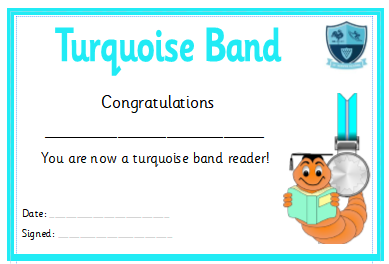 Turquoise Band
Congratulations
You are now a turquoise band reader!
Date:
Signed: